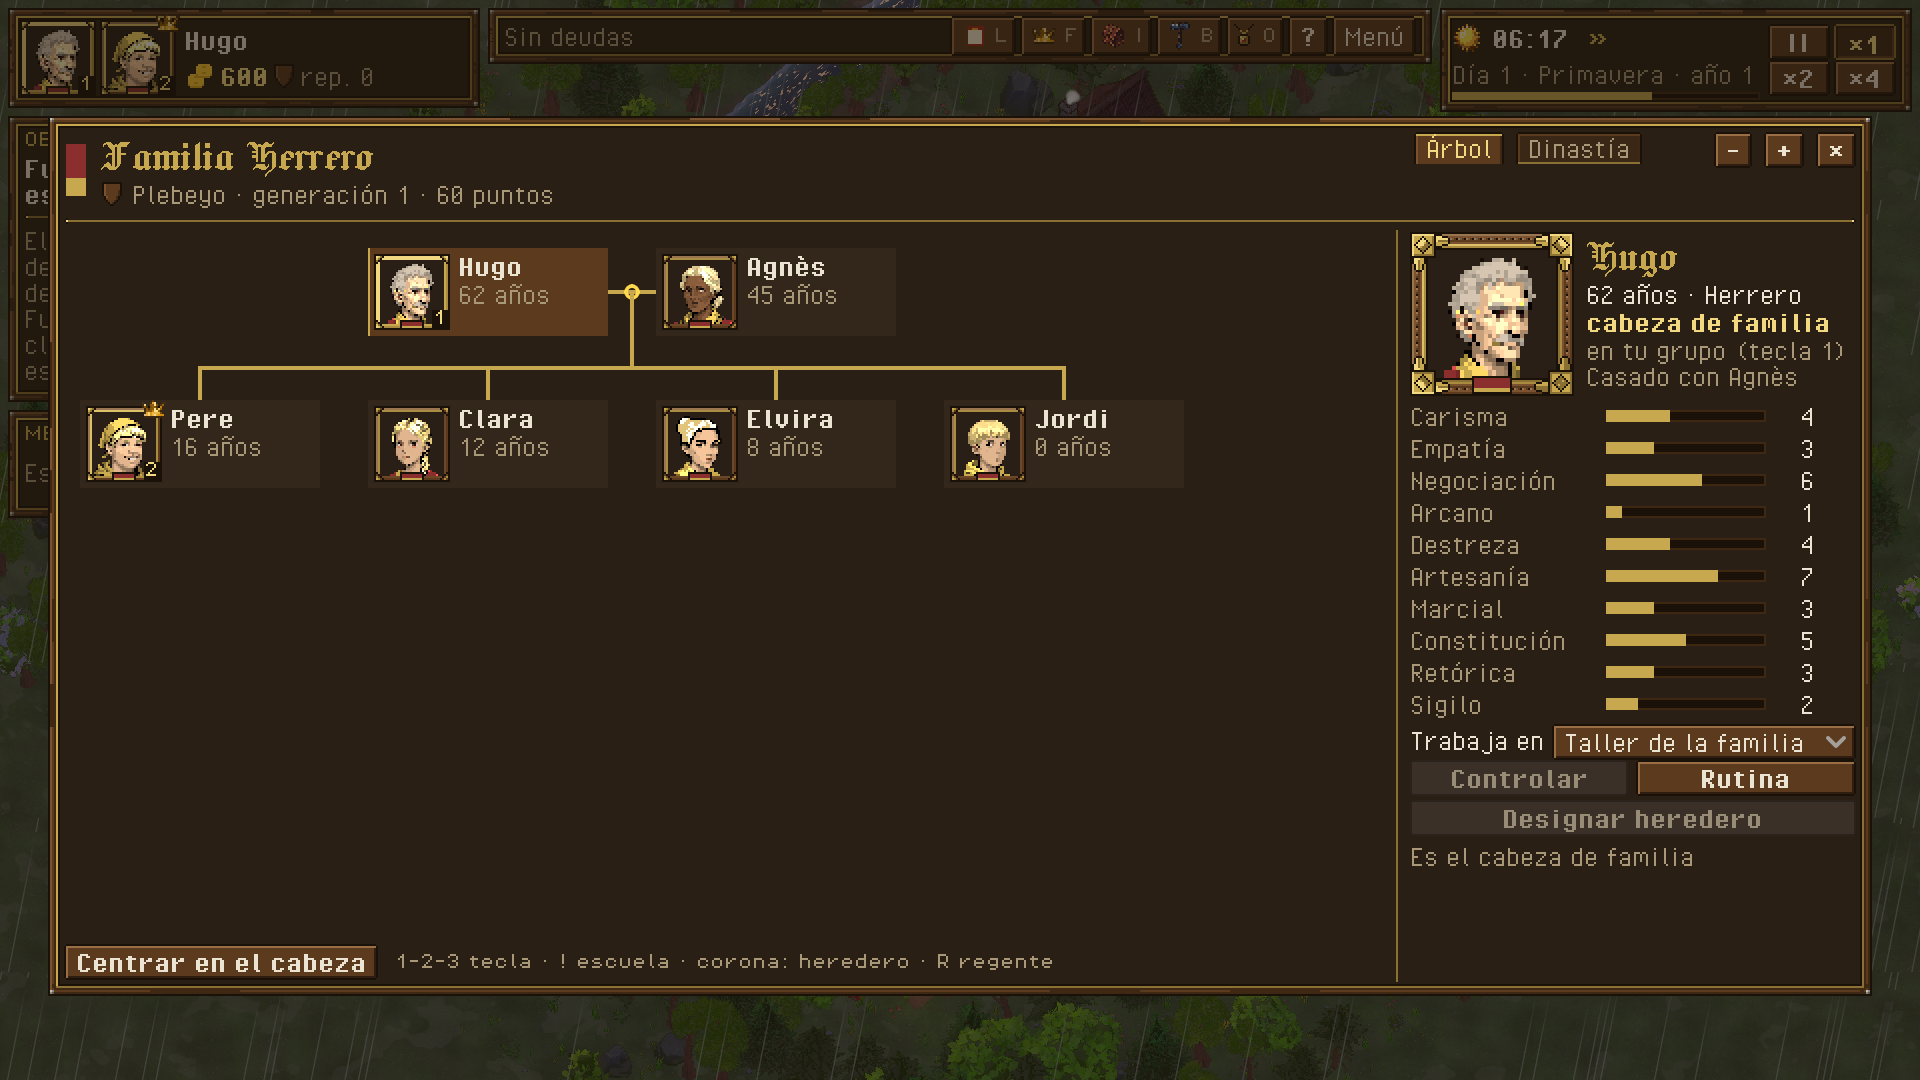 Hugo
1
2
600 rep. 0
Sin deudas
L
F
I
B
O
?
Menú
06:17 »
Día 1 · Primavera · año 1
x1
x2
x4
Familia Herrero
Plebeyo · generación 1 · 60 puntos
Árbol
Dinastía
-
+
x
Hugo
62 años
1
Agnès
45 años
Pere
16 años
2
Clara
12 años
Elvira
8 años
Jordi
0 años
Hugo
62 años · Herrero
cabeza de familia
en tu grupo (tecla 1)
Casado con Agnès
Carisma 4
Empatía 3
Negociación 6
Arcano 1
Destreza 4
Artesanía 7
Marcial 3
Constitución 5
Retórica 3
Sigilo 2
Trabaja en Taller de la familia
Controlar
Rutina
Designar heredero
Es el cabeza de familia
Centrar en el cabeza
1-2-3 tecla · ! escuela · corona: heredero · R regente